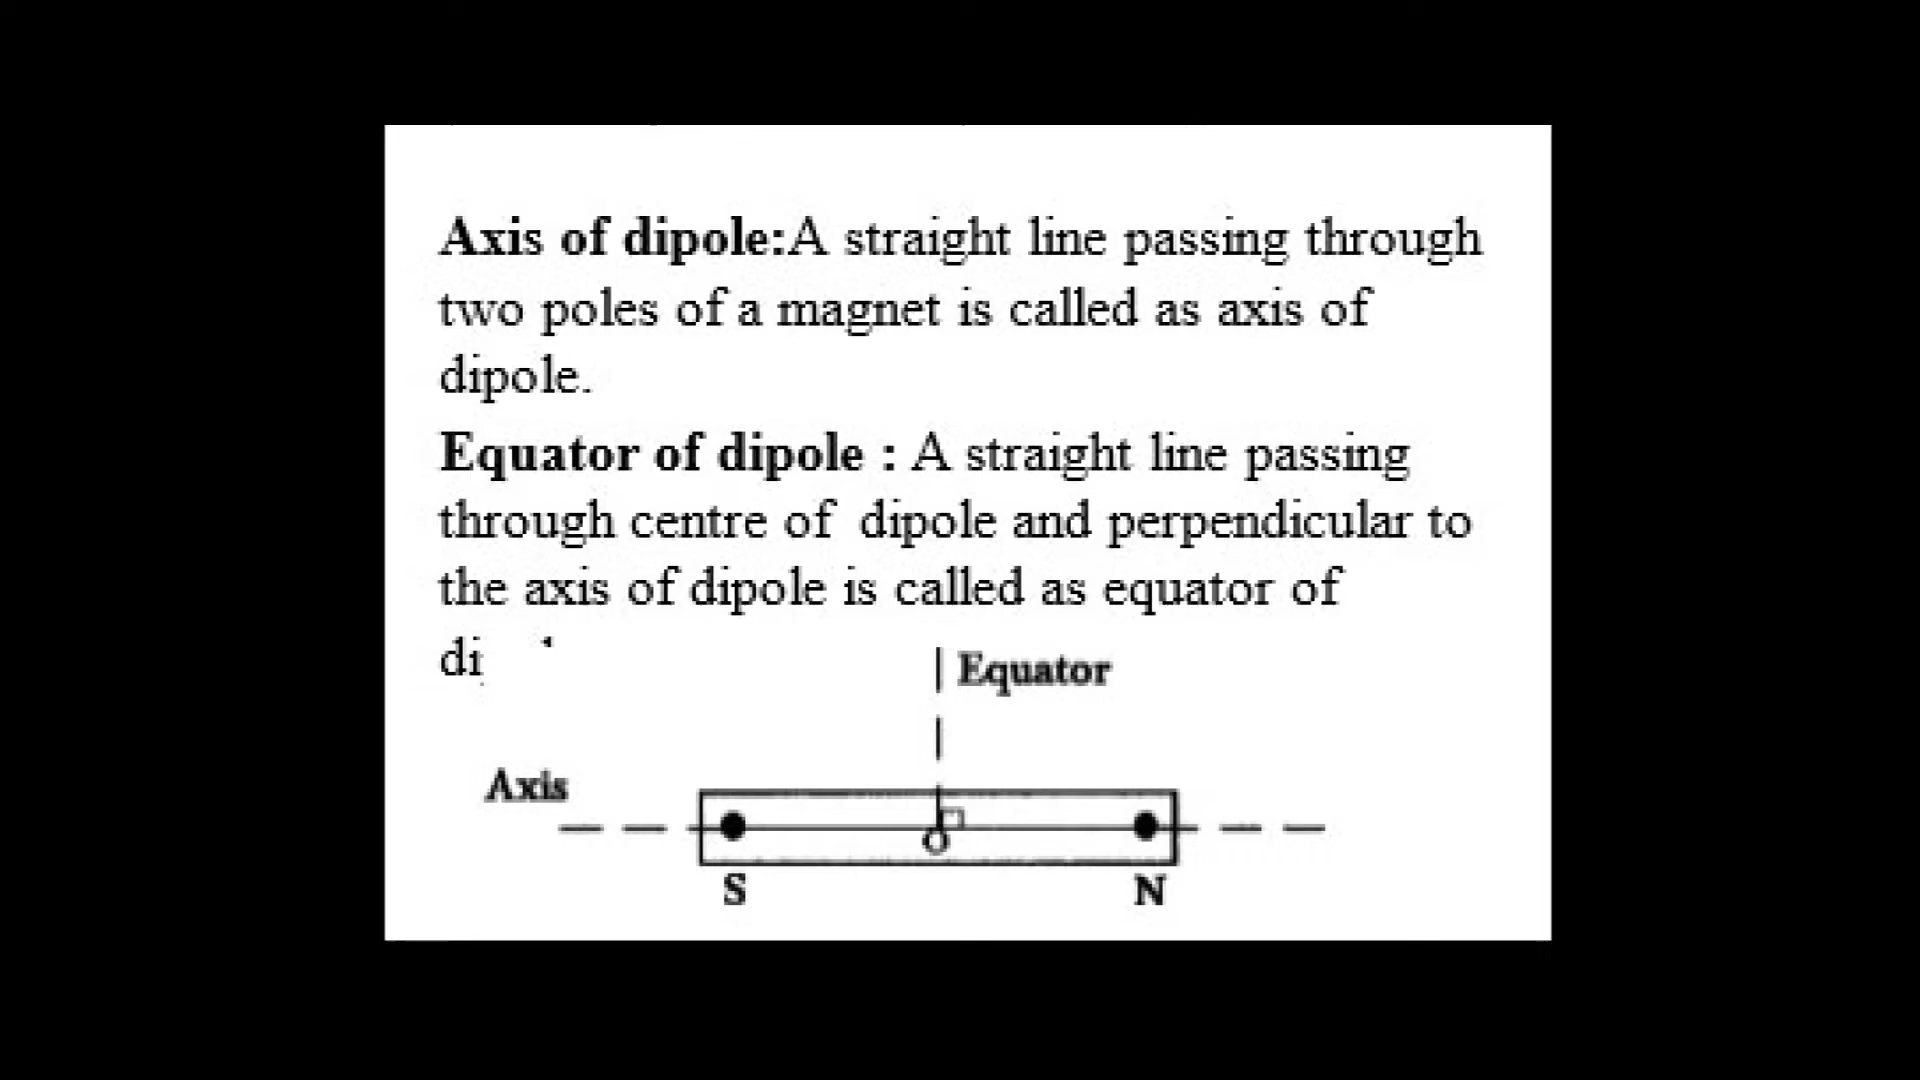 Axis of dipole:A straight line passing through
two poles of a magnet is called as axis of
dipole.
Equator of dipole : A straight line passing
through centre of dipole and perpendicular to
the axis of dipole is called as equator of
Equator
Axis
O
S N